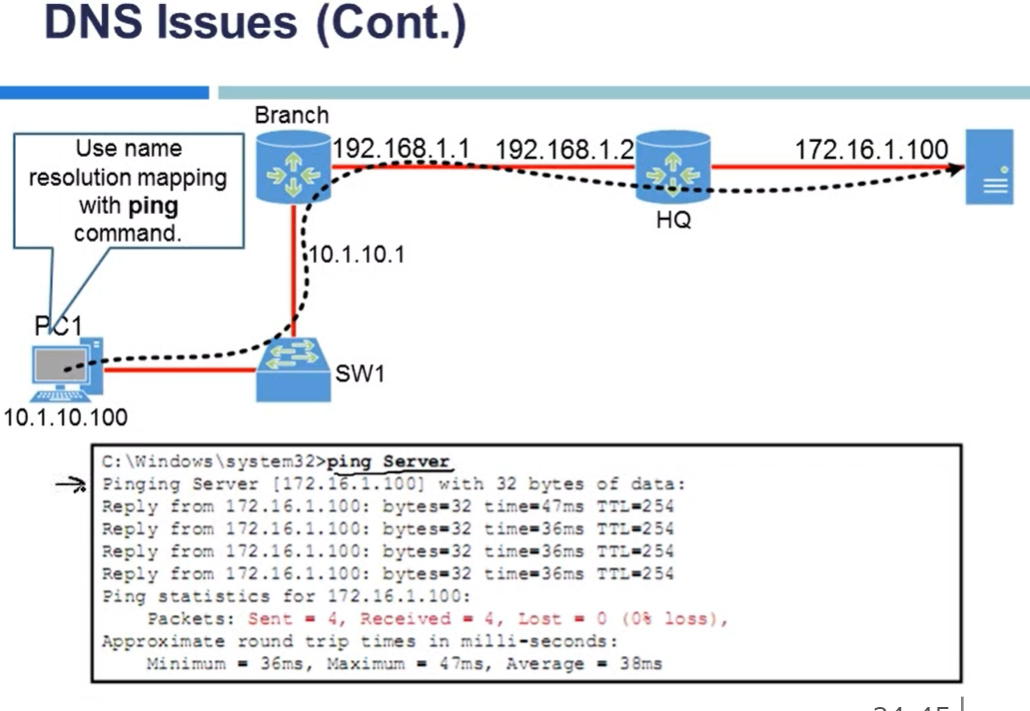 DNS Issues (Cont.)
Branch
Use name
resolution mapping
with ping
command.
192.168.1.1
192.168.1.2
172.16.1.100
HQ
10.1.10.1
PC1
SW1
10.1.10.100
C:\Windows\system32>ping Server
Pinging Server [172.16.1.100] with 32 bytes of data:
Reply from 172.16.1.100: bytes=32 time=47ms TTL=254
Reply from 172.16.1.100: bytes=32 time=36ms TTL=254
Reply from 172.16.1.100: bytes=32 time=36ms TTL=254
Reply from 172.16.1.100: bytes=32 time=36ms TTL=254
Ping statistics for 172.16.1.100:
Packets: Sent = 4, Received = 4, Lost = 0 (0% loss),
Approximate round trip times in milli-seconds:
Minimum = 36ms, Maximum = 47ms, Average = 38ms